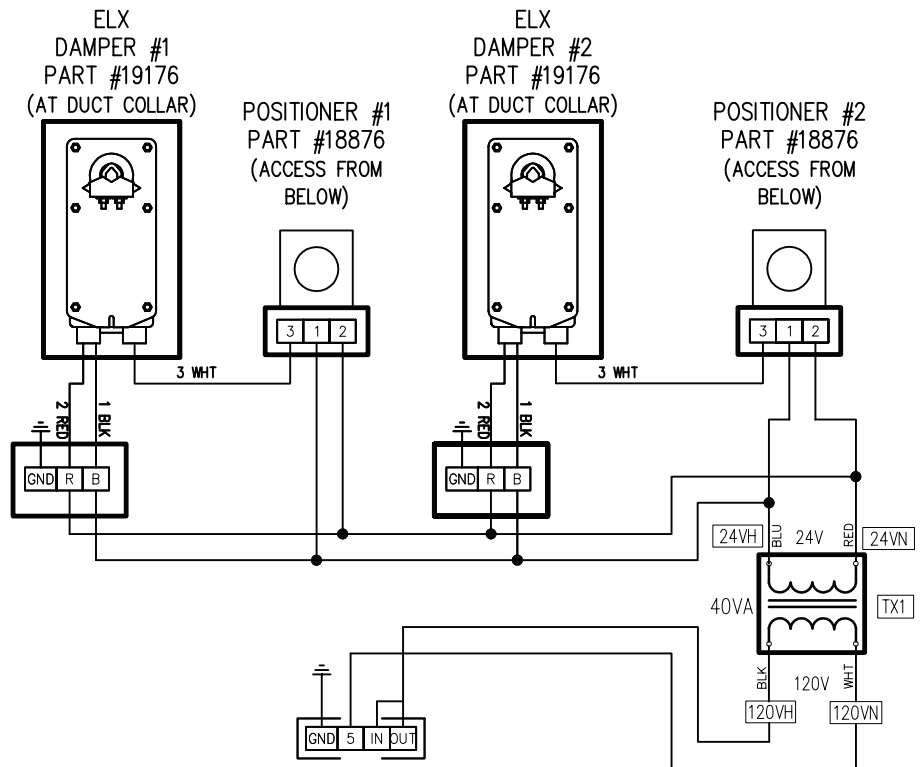 ELX
DAMPER #1
PART #19176
(AT DUCT COLLAR)
POSITIONER #1
PART #18876
(ACCESS FROM
BELOW)
ELX
DAMPER #2
PART #19176
(AT DUCT COLLAR)
POSITIONER #2
PART #18876
(ACCESS FROM
BELOW)
3 1 2
3 1 2
3 WHT
3 WHT
2 RED
1 BLK
2 RED
1 BLK
GND R B
GND R B
24VH
BLU
24V
RED
24VN
40VA
TX1
BLK
120V
WHT
120VH
120VN
GND 5 IN OUT